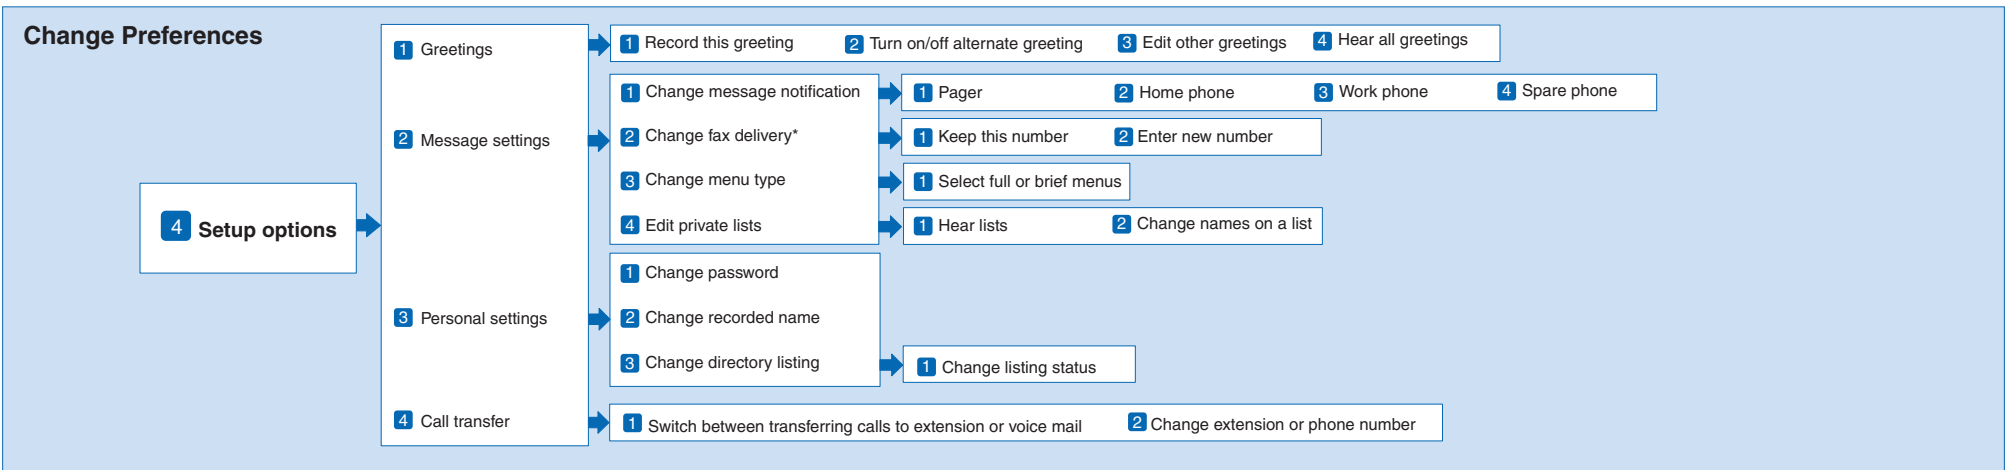 Change Preferences
4 Setup options
1 Greetings
1 Record this greeting 2 Turn on/off alternate greeting 3 Edit other greetings 4 Hear all greetings
2 Message settings
1 Change message notification
1 Pager 2 Home phone 3 Work phone 4 Spare phone
2 Change fax delivery*
1 Keep this number 2 Enter new number
3 Change menu type
1 Select full or brief menus
4 Edit private lists
1 Hear lists 2 Change names on a list
3 Personal settings
1 Change password
2 Change recorded name
3 Change directory listing
1 Change listing status
4 Call transfer
1 Switch between transferring calls to extension or voice mail 2 Change extension or phone number